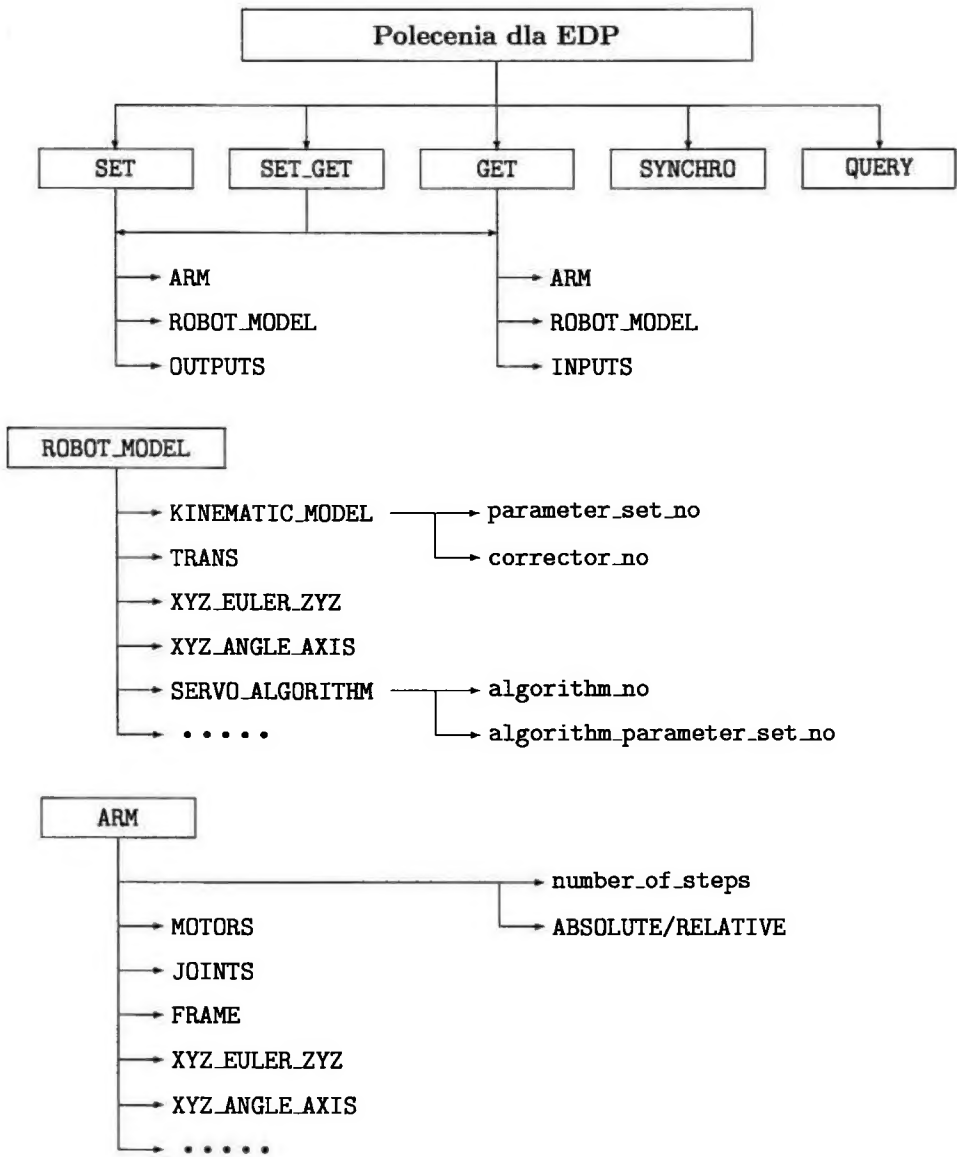 Polecenia dla EDP
SET SET_GET GET SYNCHRO QUERY
ARM ARM
ROBOT_MODEL ROBOT_MODEL
OUTPUTS INPUTS
ROBOT_MODEL
KINEMATIC_MODEL parameter_set_no
TRANS corrector_no
XYZ_EULER_ZYZ
XYZ_ANGLE_AXIS
SERVO_ALGORITHM algorithm_no
• • • • • algorithm_parameter_set_no
ARM
number_of_steps
MOTORS ABSOLUTE/RELATIVE
JOINTS
FRAME
XYZ_EULER_ZYZ
XYZ_ANGLE_AXIS
• • • • •